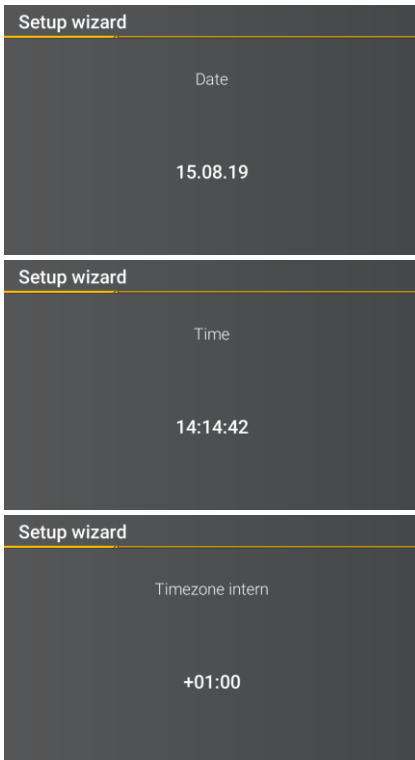 Setup wizard
Date
15.08.19
Setup wizard
Time
14:14:42
Setup wizard
Timezone intern
+01:00